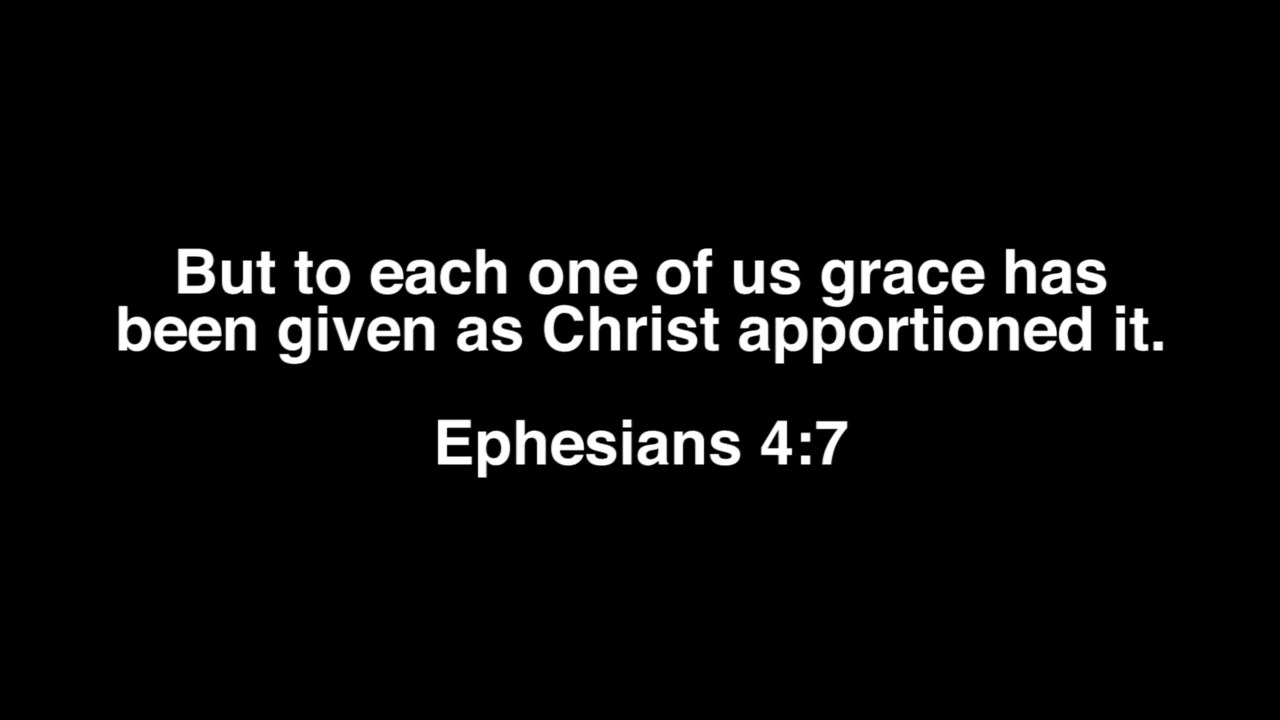 But to each one of us grace has
been given as Christ apportioned it.
Ephesians 4:7